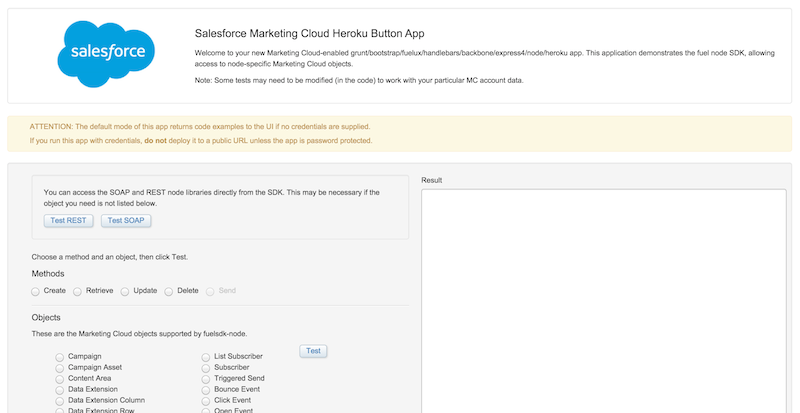 salesforce
Salesforce Marketing Cloud Heroku Button App
Welcome to your new Marketing Cloud-enabled grunt/bootstrap/fuelux/handlebars/backbone/express4/node/heroku app. This application demonstrates the fuel node SDK, allowing
access to node-specific Marketing Cloud objects.
Note: Some tests may need to be modified (in the code) to work with your particular MC account data.
ATTENTION: The default mode of this app returns code examples to the UI if no credentials are supplied.
If you run this app with credentials, do not deploy it to a public URL unless the app is password protected.
You can access the SOAP and REST node libraries directly from the SDK. This may be necessary if the
object you need is not listed below.
Test REST Test SOAP
Choose a method and an object, then click Test.
Methods
Create Retrieve Update Delete Send
Objects
These are the Marketing Cloud objects supported by fuelsdk-node.
Campaign
Campaign Asset
Content Area
Data Extension
Data Extension Column
Data Extension Row
List Subscriber
Subscriber
Triggered Send
Bounce Event
Click Event
Open Event
Test
Result